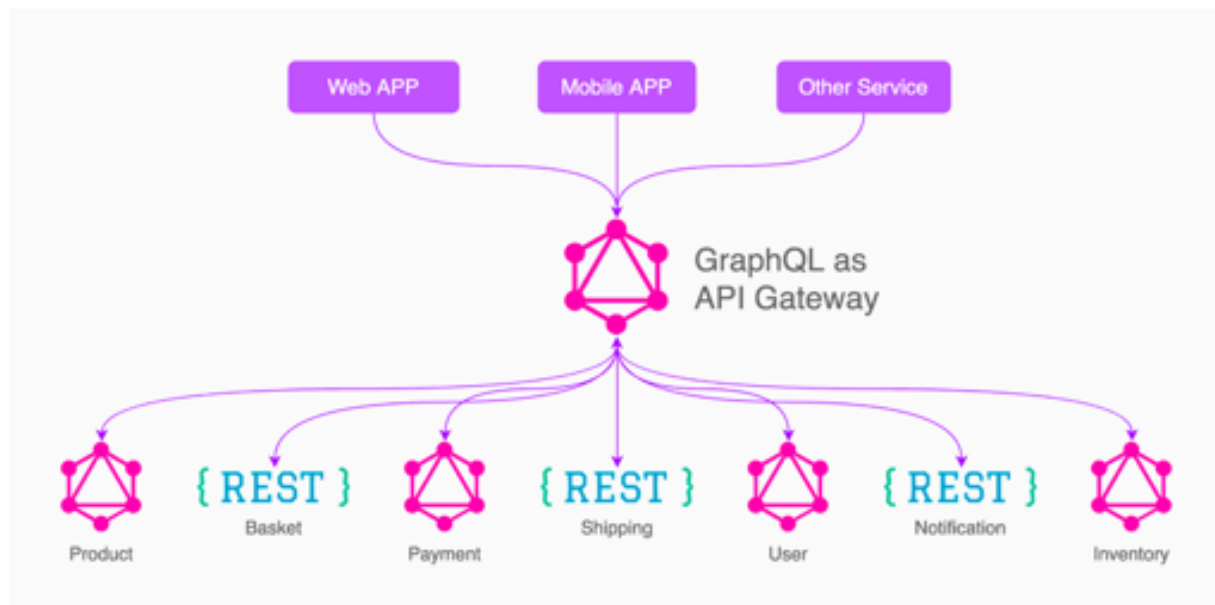 Web APP
Mobile APP
Other Service
GraphQL as
API Gateway
{ REST }
{ REST }
{ REST }
Product
Basket
Payment
Shipping
User
Notification
Inventory